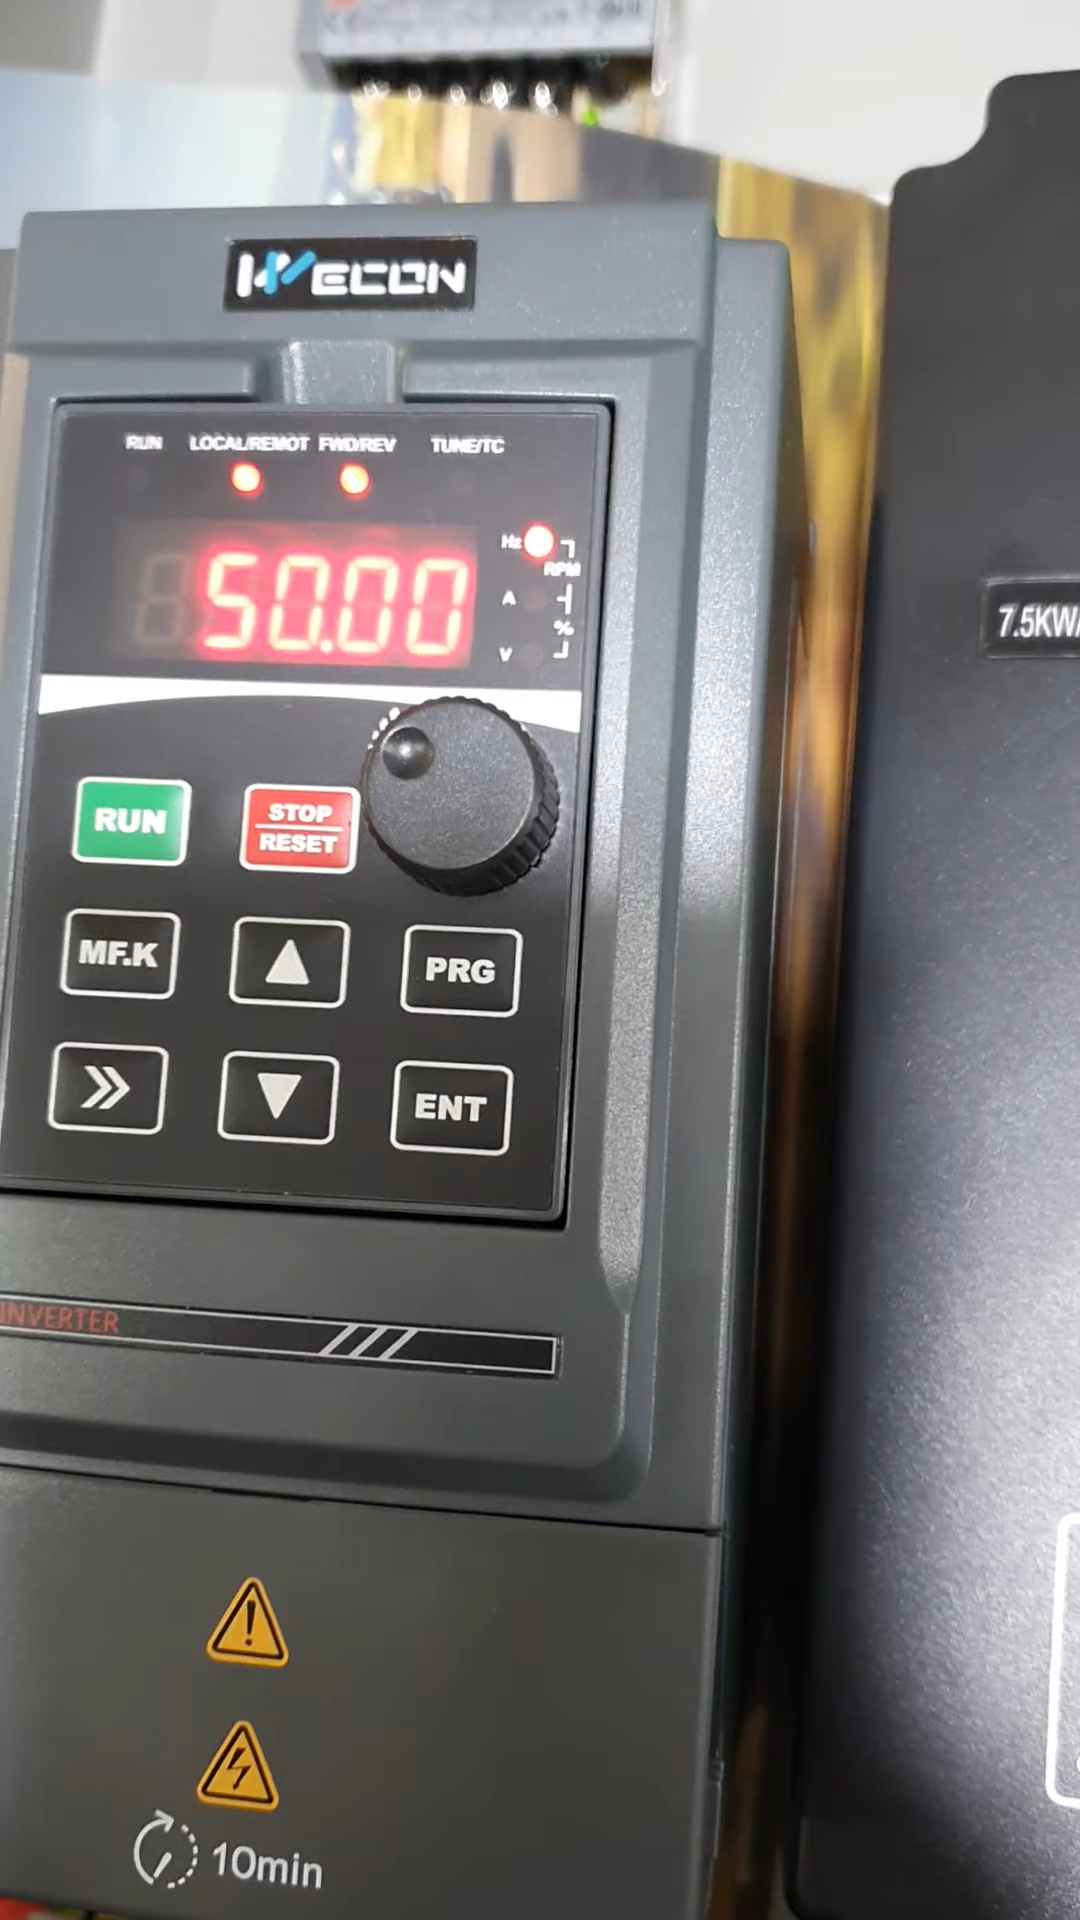 WECON
RUN LOCAL/REMOT FWD/REV TUNE/TC
50.00
Hz
RPM
A
%
V
RUN
STOP
RESET
MF.K
PRG
ENT
INVERTER
10min
7.5KW/